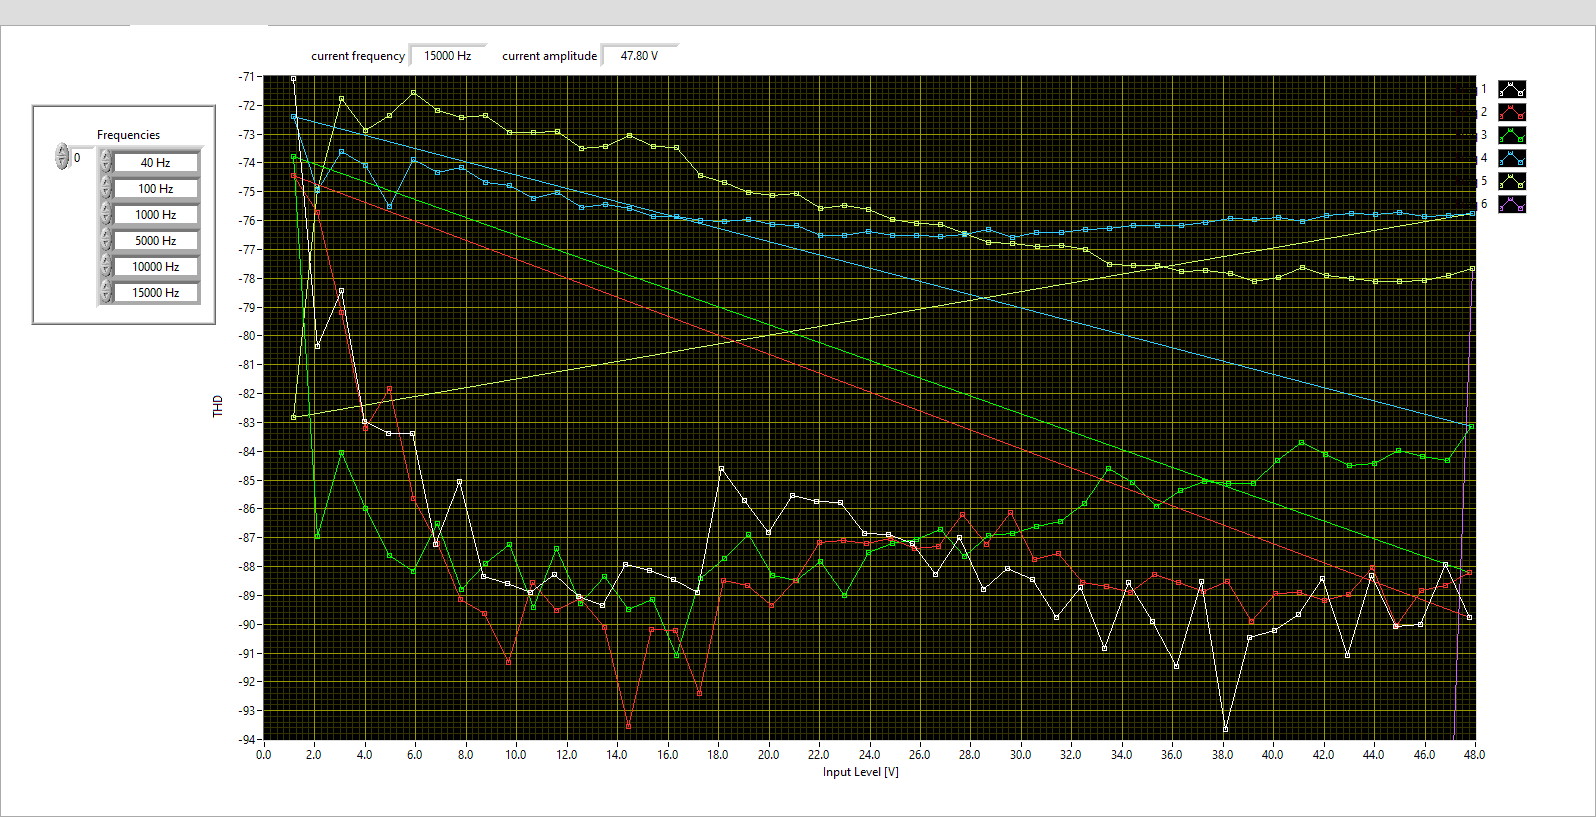 current frequency 15000 Hz current amplitude 47.80 V
Frequencies
0
40 Hz
100 Hz
1000 Hz
5000 Hz
10000 Hz
15000 Hz
THD
-71
-72
-73
-74
-75
-76
-77
-78
-79
-80
-81
-82
-83
-84
-85
-86
-87
-88
-89
-90
-91
-92
-93
-94
0.0 2.0 4.0 6.0 8.0 10.0 12.0 14.0 16.0 18.0 20.0 22.0 24.0 26.0 28.0 30.0 32.0 34.0 36.0 38.0 40.0 42.0 44.0 46.0 48.0
Input Level [V]
1
2
3
4
5
6